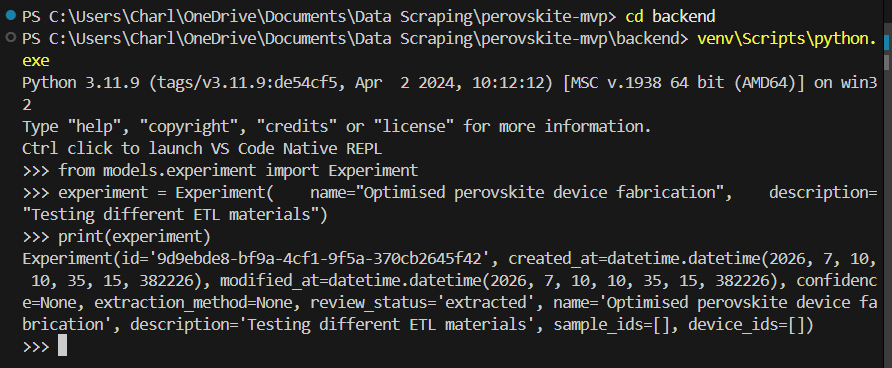 PS C:\Users\Charl\OneDrive\Documents\Data Scraping\perovskite-mvp> cd backend
PS C:\Users\Charl\OneDrive\Documents\Data Scraping\perovskite-mvp\backend> venv\Scripts\python.
exe
Python 3.11.9 (tags/v3.11.9:de54cf5, Apr  2 2024, 10:12:12) [MSC v.1938 64 bit (AMD64)] on win3
2
Type "help", "copyright", "credits" or "license" for more information.
Ctrl click to launch VS Code Native REPL
>>> from models.experiment import Experiment
>>> experiment = Experiment(    name="Optimised perovskite device fabrication",    description=
"Testing different ETL materials")
>>> print(experiment)
Experiment(id='9d9ebde8-bf9a-4cf1-9f5a-370cb2645f42', created_at=datetime.datetime(2026, 7, 10,
 10, 35, 15, 382226), modified_at=datetime.datetime(2026, 7, 10, 10, 35, 15, 382226), confidenc
e=None, extraction_method=None, review_status='extracted', name='Optimised perovskite device fa
brication', description='Testing different ETL materials', sample_ids=[], device_ids=[])
>>>